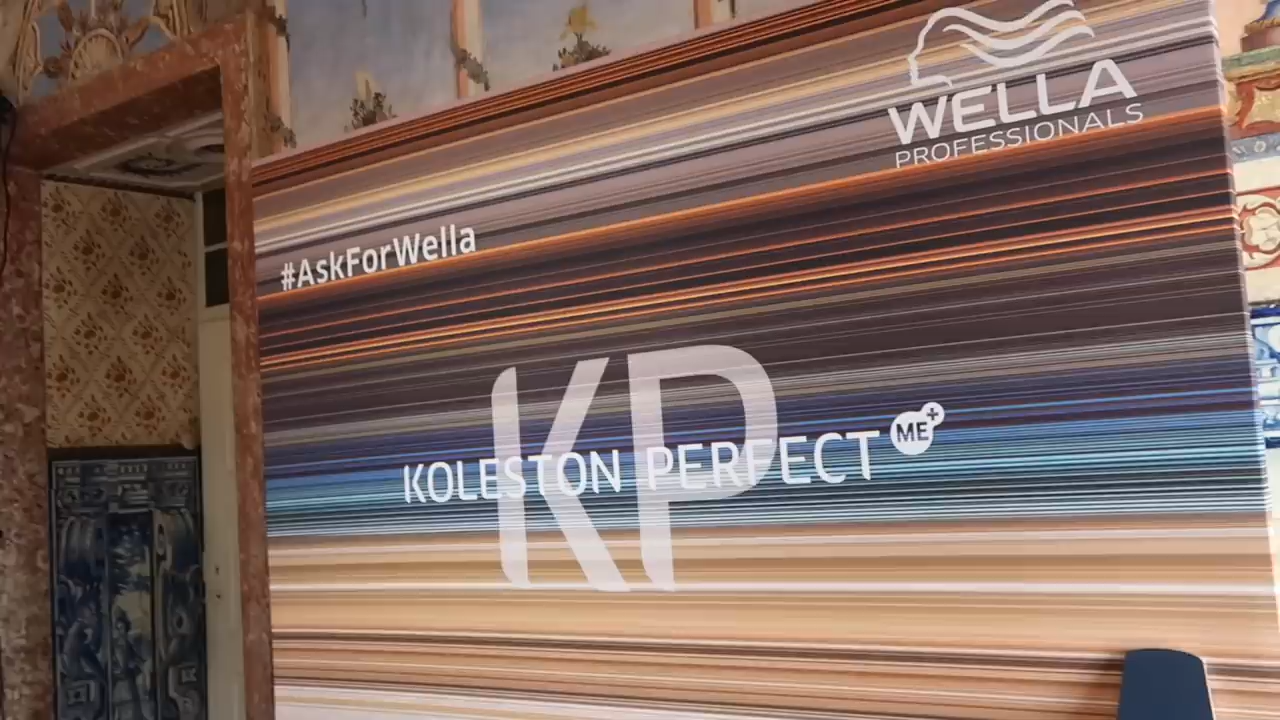 WELLA
PROFESSIONALS
#AskForWella
KP
KOLESTON PERFECT ME+